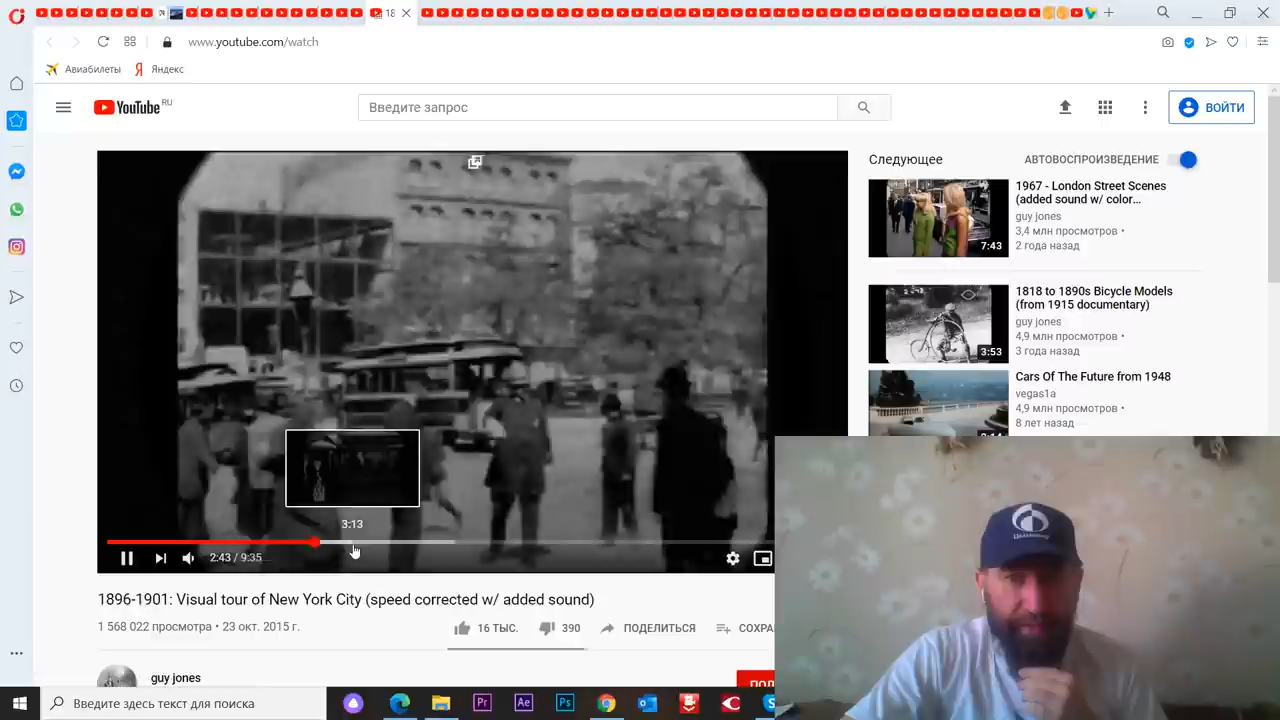 18
www.youtube.com/watch
Авиабилеты
Я Яндекс
YouTube RU
Введите запрос
ВОЙТИ
Следующее
АВТОВОСПРОИЗВЕДЕНИЕ
1967 - London Street Scenes
(added sound w/ color…
guy jones
3,4 млн просмотров •
2 года назад
7:43
1818 to 1890s Bicycle Models
(from 1915 documentary)
guy jones
4,9 млн просмотров •
3 года назад
3:53
Cars Of The Future from 1948
vegas1a
4,9 млн просмотров •
8 лет назад
3:13
2:43 / 9:35
1896-1901: Visual tour of New York City (speed corrected w/ added sound)
1 568 022 просмотра • 23 окт. 2015 г.
16 ТЫС.
390
ПОДЕЛИТЬСЯ
СОХРА
guy jones
Введите здесь текст для поиска
Pr
Ae
Ps